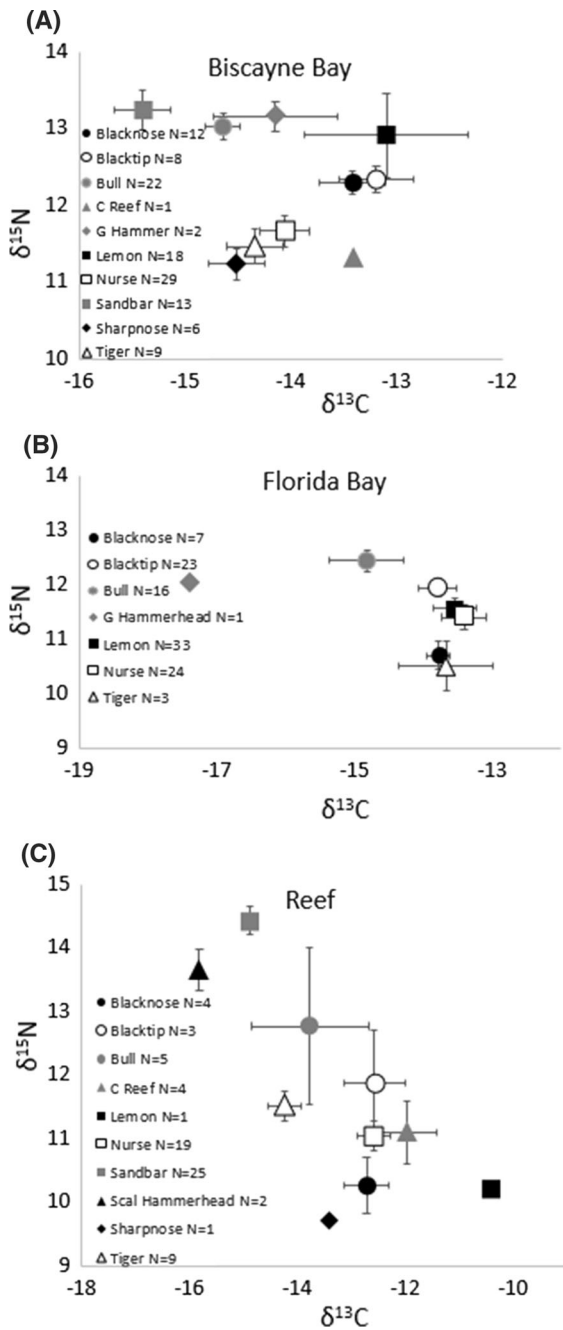 (A)
Biscayne Bay
14
13
12
11
10
δ15N
Blacknose N=12
Blacktip N=8
Bull N=22
C Reef N=1
G Hammer N=2
Lemon N=18
Nurse N=29
Sandbar N=13
Sharpnose N=6
Tiger N=9
-16 -15 -14 -13 -12
δ13C
(B)
Florida Bay
14
13
12
11
10
9
δ15N
Blacknose N=7
Blacktip N=23
Bull N=16
G Hammerhead N=1
Lemon N=33
Nurse N=24
Tiger N=3
-19 -17 -15 -13
δ13C
(C)
Reef
15
14
13
12
11
10
9
δ15N
Blacknose N=4
Blacktip N=3
Bull N=5
C Reef N=4
Lemon N=1
Nurse N=19
Sandbar N=25
Scal Hammerhead N=2
Sharpnose N=1
Tiger N=9
-18 -16 -14 -12 -10
δ13C